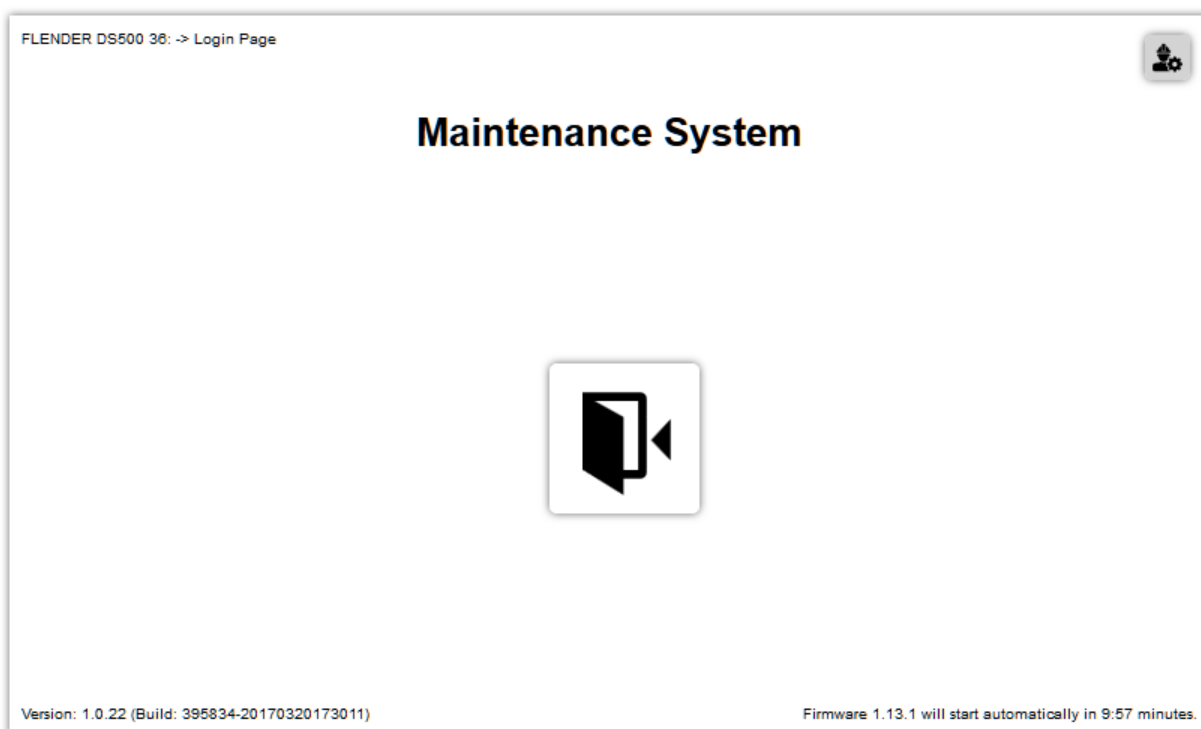 FLENDER DS500 36: -> Login Page
Maintenance System
Version: 1.0.22 (Build: 395834-20170320173011)
Firmware 1.13.1 will start automatically in 9:57 minutes.